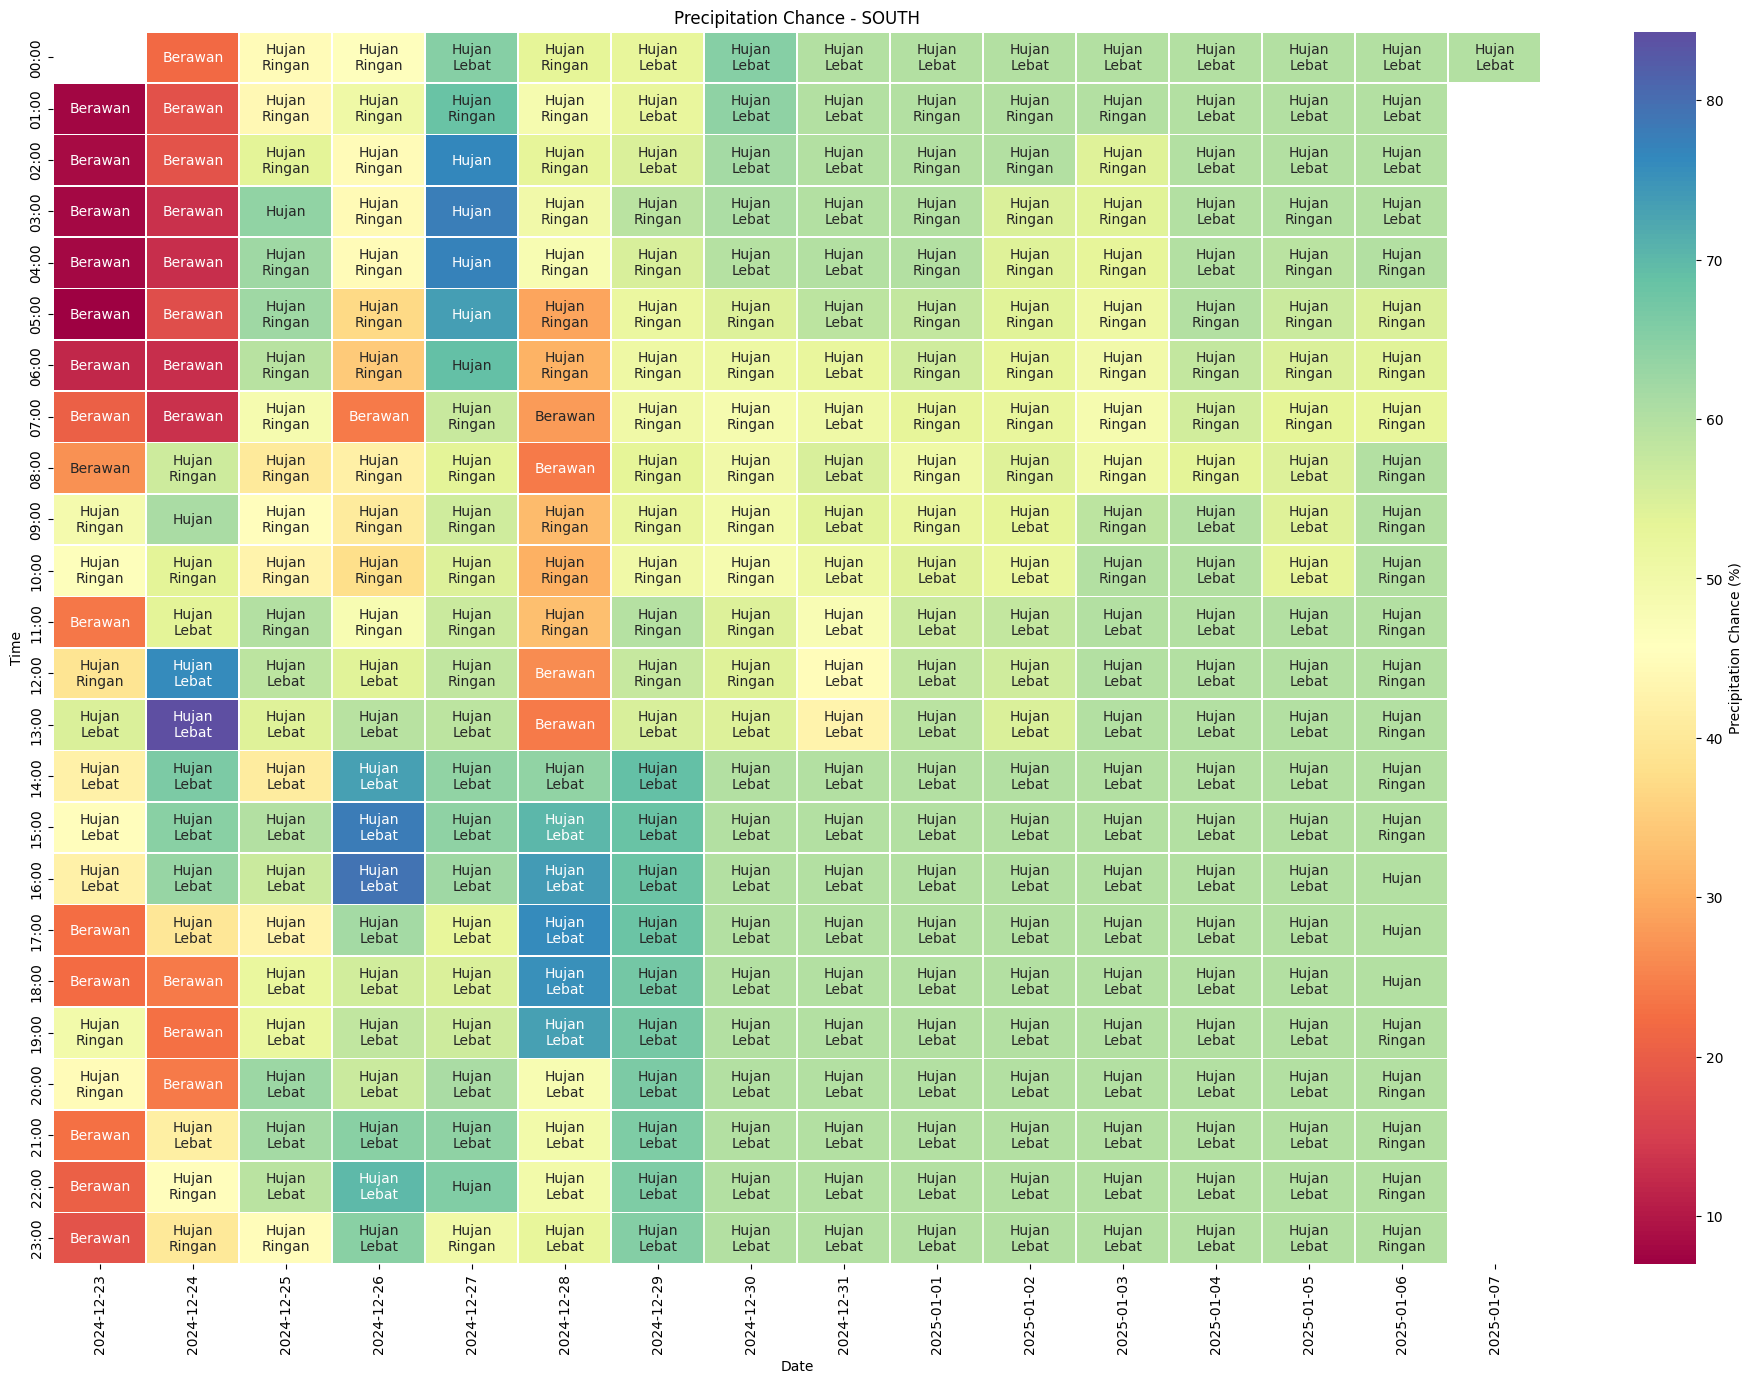 Precipitation Chance - SOUTH
00:00 Berawan Hujan Ringan Hujan Ringan Hujan Lebat Hujan Ringan Hujan Lebat Hujan Lebat Hujan Lebat Hujan Lebat Hujan Lebat Hujan Lebat Hujan Lebat Hujan Lebat Hujan Lebat Hujan Lebat
01:00 Berawan Berawan Hujan Ringan Hujan Ringan Hujan Ringan Hujan Ringan Hujan Lebat Hujan Lebat Hujan Lebat Hujan Ringan Hujan Ringan Hujan Ringan Hujan Lebat Hujan Lebat Hujan Lebat
02:00 Berawan Berawan Hujan Ringan Hujan Ringan Hujan Hujan Ringan Hujan Lebat Hujan Lebat Hujan Lebat Hujan Ringan Hujan Ringan Hujan Ringan Hujan Lebat Hujan Lebat Hujan Lebat
03:00 Berawan Berawan Hujan Hujan Ringan Hujan Hujan Ringan Hujan Ringan Hujan Lebat Hujan Lebat Hujan Ringan Hujan Ringan Hujan Ringan Hujan Lebat Hujan Ringan Hujan Lebat
04:00 Berawan Berawan Hujan Ringan Hujan Ringan Hujan Hujan Ringan Hujan Ringan Hujan Lebat Hujan Lebat Hujan Ringan Hujan Ringan Hujan Ringan Hujan Lebat Hujan Ringan Hujan Ringan
05:00 Berawan Berawan Hujan Ringan Hujan Ringan Hujan Hujan Ringan Hujan Ringan Hujan Ringan Hujan Lebat Hujan Ringan Hujan Ringan Hujan Ringan Hujan Ringan Hujan Ringan Hujan Ringan
06:00 Berawan Berawan Hujan Ringan Hujan Ringan Hujan Hujan Ringan Hujan Ringan Hujan Ringan Hujan Lebat Hujan Ringan Hujan Ringan Hujan Ringan Hujan Ringan Hujan Ringan Hujan Ringan
07:00 Berawan Berawan Hujan Ringan Berawan Hujan Ringan Berawan Hujan Ringan Hujan Ringan Hujan Lebat Hujan Ringan Hujan Ringan Hujan Ringan Hujan Ringan Hujan Ringan Hujan Ringan
08:00 Berawan Hujan Ringan Hujan Ringan Hujan Ringan Hujan Ringan Berawan Hujan Ringan Hujan Ringan Hujan Lebat Hujan Ringan Hujan Ringan Hujan Ringan Hujan Ringan Hujan Lebat Hujan Ringan
09:00 Hujan Ringan Hujan Hujan Ringan Hujan Ringan Hujan Ringan Hujan Ringan Hujan Ringan Hujan Ringan Hujan Lebat Hujan Ringan Hujan Lebat Hujan Ringan Hujan Lebat Hujan Lebat Hujan Ringan
10:00 Hujan Ringan Hujan Ringan Hujan Ringan Hujan Ringan Hujan Ringan Hujan Ringan Hujan Ringan Hujan Ringan Hujan Lebat Hujan Lebat Hujan Lebat Hujan Ringan Hujan Lebat Hujan Lebat Hujan Ringan
11:00 Berawan Hujan Lebat Hujan Ringan Hujan Ringan Hujan Ringan Hujan Ringan Hujan Ringan Hujan Ringan Hujan Lebat Hujan Lebat Hujan Lebat Hujan Lebat Hujan Lebat Hujan Lebat Hujan Ringan
12:00 Hujan Ringan Hujan Lebat Hujan Lebat Hujan Lebat Hujan Ringan Berawan Hujan Ringan Hujan Ringan Hujan Lebat Hujan Lebat Hujan Lebat Hujan Lebat Hujan Lebat Hujan Lebat Hujan Ringan
13:00 Hujan Lebat Hujan Lebat Hujan Lebat Hujan Lebat Hujan Lebat Berawan Hujan Lebat Hujan Lebat Hujan Lebat Hujan Lebat Hujan Lebat Hujan Lebat Hujan Lebat Hujan Lebat Hujan Ringan
14:00 Hujan Lebat Hujan Lebat Hujan Lebat Hujan Lebat Hujan Lebat Hujan Lebat Hujan Lebat Hujan Lebat Hujan Lebat Hujan Lebat Hujan Lebat Hujan Lebat Hujan Lebat Hujan Lebat Hujan Ringan
15:00 Hujan Lebat Hujan Lebat Hujan Lebat Hujan Lebat Hujan Lebat Hujan Lebat Hujan Lebat Hujan Lebat Hujan Lebat Hujan Lebat Hujan Lebat Hujan Lebat Hujan Lebat Hujan Lebat Hujan Ringan
16:00 Hujan Lebat Hujan Lebat Hujan Lebat Hujan Lebat Hujan Lebat Hujan Lebat Hujan Lebat Hujan Lebat Hujan Lebat Hujan Lebat Hujan Lebat Hujan Lebat Hujan Lebat Hujan Lebat Hujan
17:00 Berawan Hujan Lebat Hujan Lebat Hujan Lebat Hujan Lebat Hujan Lebat Hujan Lebat Hujan Lebat Hujan Lebat Hujan Lebat Hujan Lebat Hujan Lebat Hujan Lebat Hujan Lebat Hujan
18:00 Berawan Berawan Hujan Lebat Hujan Lebat Hujan Lebat Hujan Lebat Hujan Lebat Hujan Lebat Hujan Lebat Hujan Lebat Hujan Lebat Hujan Lebat Hujan Lebat Hujan Lebat Hujan
19:00 Hujan Ringan Berawan Hujan Lebat Hujan Lebat Hujan Lebat Hujan Lebat Hujan Lebat Hujan Lebat Hujan Lebat Hujan Lebat Hujan Lebat Hujan Lebat Hujan Lebat Hujan Lebat Hujan Ringan
20:00 Hujan Ringan Berawan Hujan Lebat Hujan Lebat Hujan Lebat Hujan Lebat Hujan Lebat Hujan Lebat Hujan Lebat Hujan Lebat Hujan Lebat Hujan Lebat Hujan Lebat Hujan Lebat Hujan Ringan
21:00 Berawan Hujan Lebat Hujan Lebat Hujan Lebat Hujan Lebat Hujan Lebat Hujan Lebat Hujan Lebat Hujan Lebat Hujan Lebat Hujan Lebat Hujan Lebat Hujan Lebat Hujan Lebat Hujan Ringan
22:00 Berawan Hujan Ringan Hujan Lebat Hujan Lebat Hujan Hujan Lebat Hujan Lebat Hujan Lebat Hujan Lebat Hujan Lebat Hujan Lebat Hujan Lebat Hujan Lebat Hujan Lebat Hujan Ringan
23:00 Berawan Hujan Ringan Hujan Ringan Hujan Lebat Hujan Ringan Hujan Lebat Hujan Lebat Hujan Lebat Hujan Lebat Hujan Lebat Hujan Lebat Hujan Lebat Hujan Lebat Hujan Lebat Hujan Ringan
Time
2024-12-23 2024-12-24 2024-12-25 2024-12-26 2024-12-27 2024-12-28 2024-12-29 2024-12-30 2024-12-31 2025-01-01 2025-01-02 2025-01-03 2025-01-04 2025-01-05 2025-01-06 2025-01-07
Date
80
70
60
50
40
30
20
10
Precipitation Chance (%)